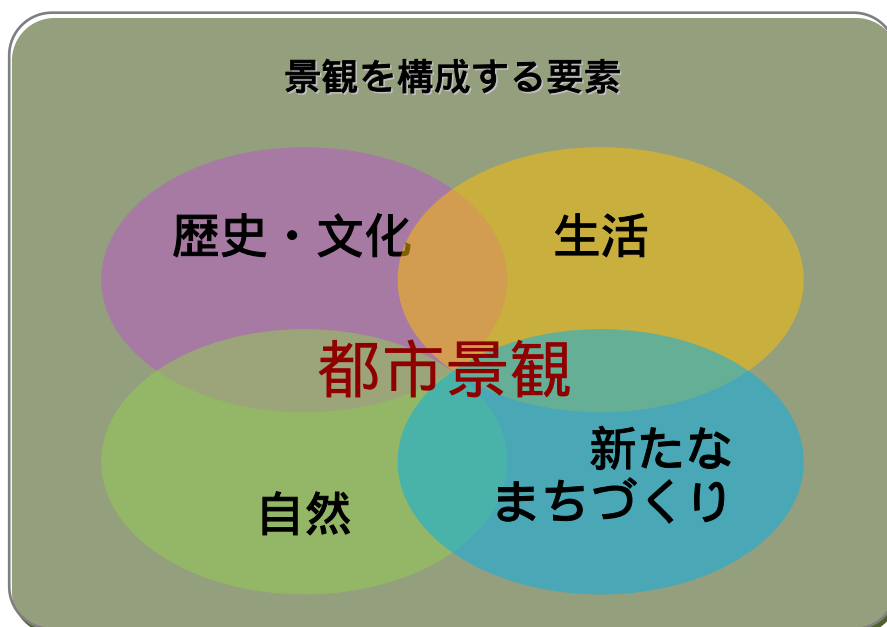 景観を構成する要素
歴史・文化
生活
都市景観
新たな
まちづくり
自然